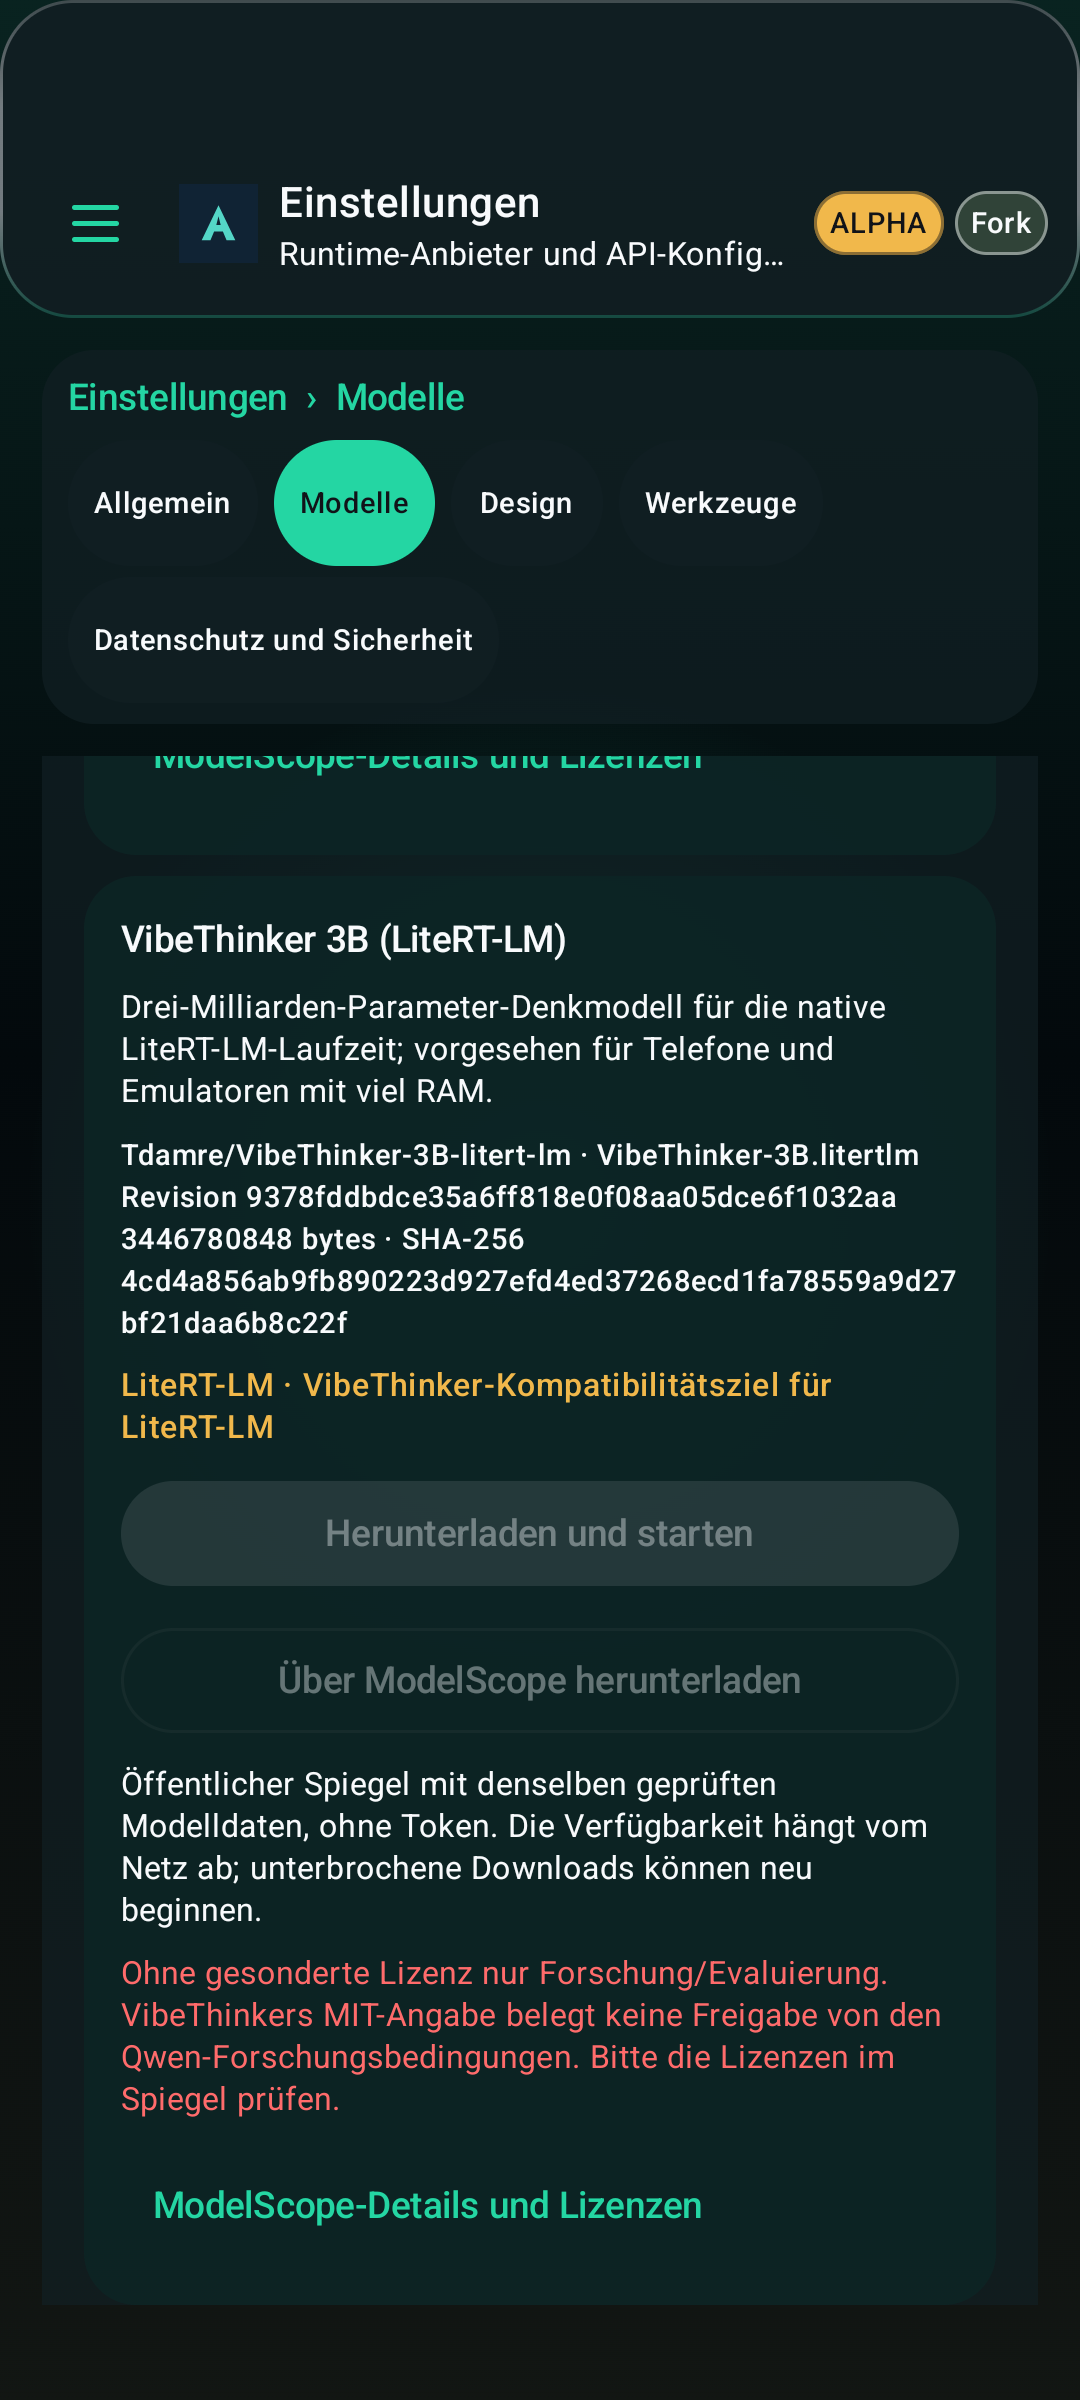 Einstellungen
Runtime-Anbieter und API-Konfig…
ALPHA
Fork
Einstellungen › Modelle
Allgemein
Modelle
Design
Werkzeuge
Datenschutz und Sicherheit
ModelScope-Details und Lizenzen
VibeThinker 3B (LiteRT-LM)
Drei-Milliarden-Parameter-Denkmodell für die native
LiteRT-LM-Laufzeit; vorgesehen für Telefone und
Emulatoren mit viel RAM.
Tdamre/VibeThinker-3B-litert-lm · VibeThinker-3B.litertlm
Revision 9378fddbdce35a6ff818e0f08aa05dce6f1032aa
3446780848 bytes · SHA-256
4cd4a856ab9fb890223d927efd4ed37268ecd1fa78559a9d27
bf21daa6b8c22f
LiteRT-LM · VibeThinker-Kompatibilitätsziel für
LiteRT-LM
Herunterladen und starten
Über ModelScope herunterladen
Öffentlicher Spiegel mit denselben geprüften
Modelldaten, ohne Token. Die Verfügbarkeit hängt vom
Netz ab; unterbrochene Downloads können neu
beginnen.
Ohne gesonderte Lizenz nur Forschung/Evaluierung.
VibeThinkers MIT-Angabe belegt keine Freigabe von den
Qwen-Forschungsbedingungen. Bitte die Lizenzen im
Spiegel prüfen.
ModelScope-Details und Lizenzen